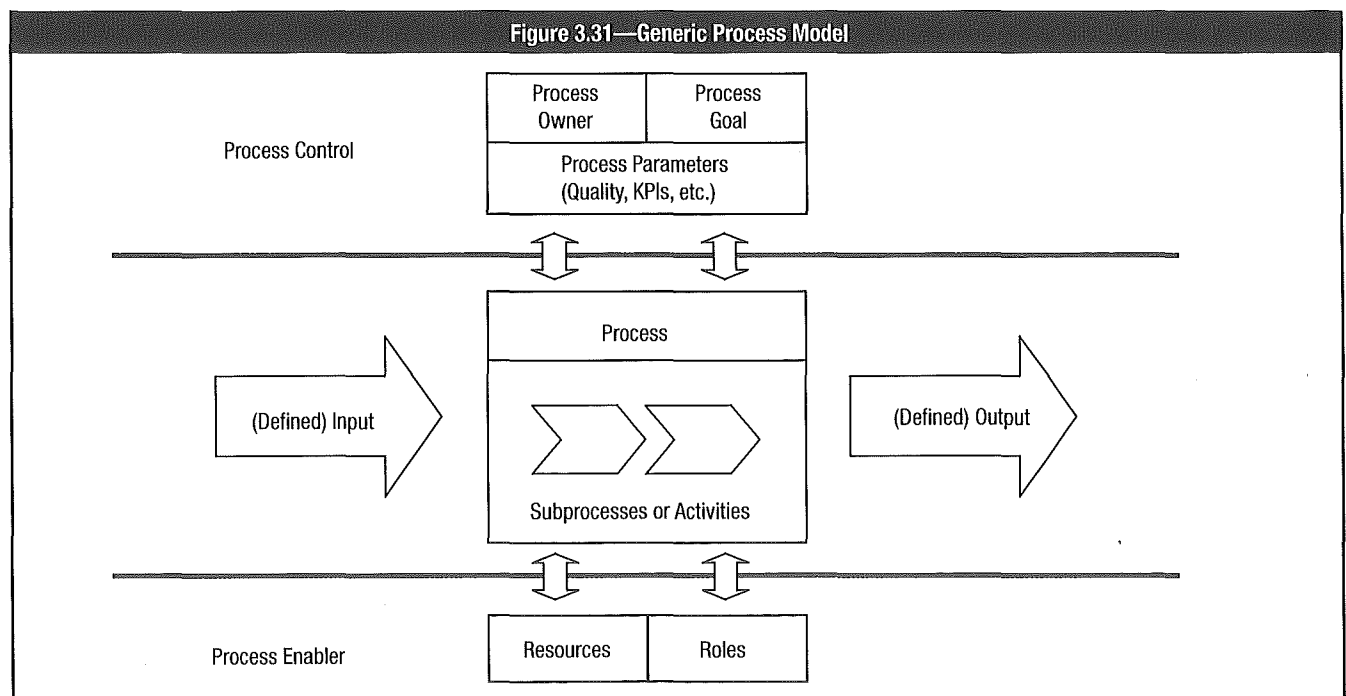 Figure 3.31—Generic Process Model
Process Owner
Process Goal
Process Control
Process Parameters
(Quality, KPIs, etc.)
Process
(Defined) Input
(Defined) Output
Subprocesses or Activities
Process Enabler
Resources
Roles